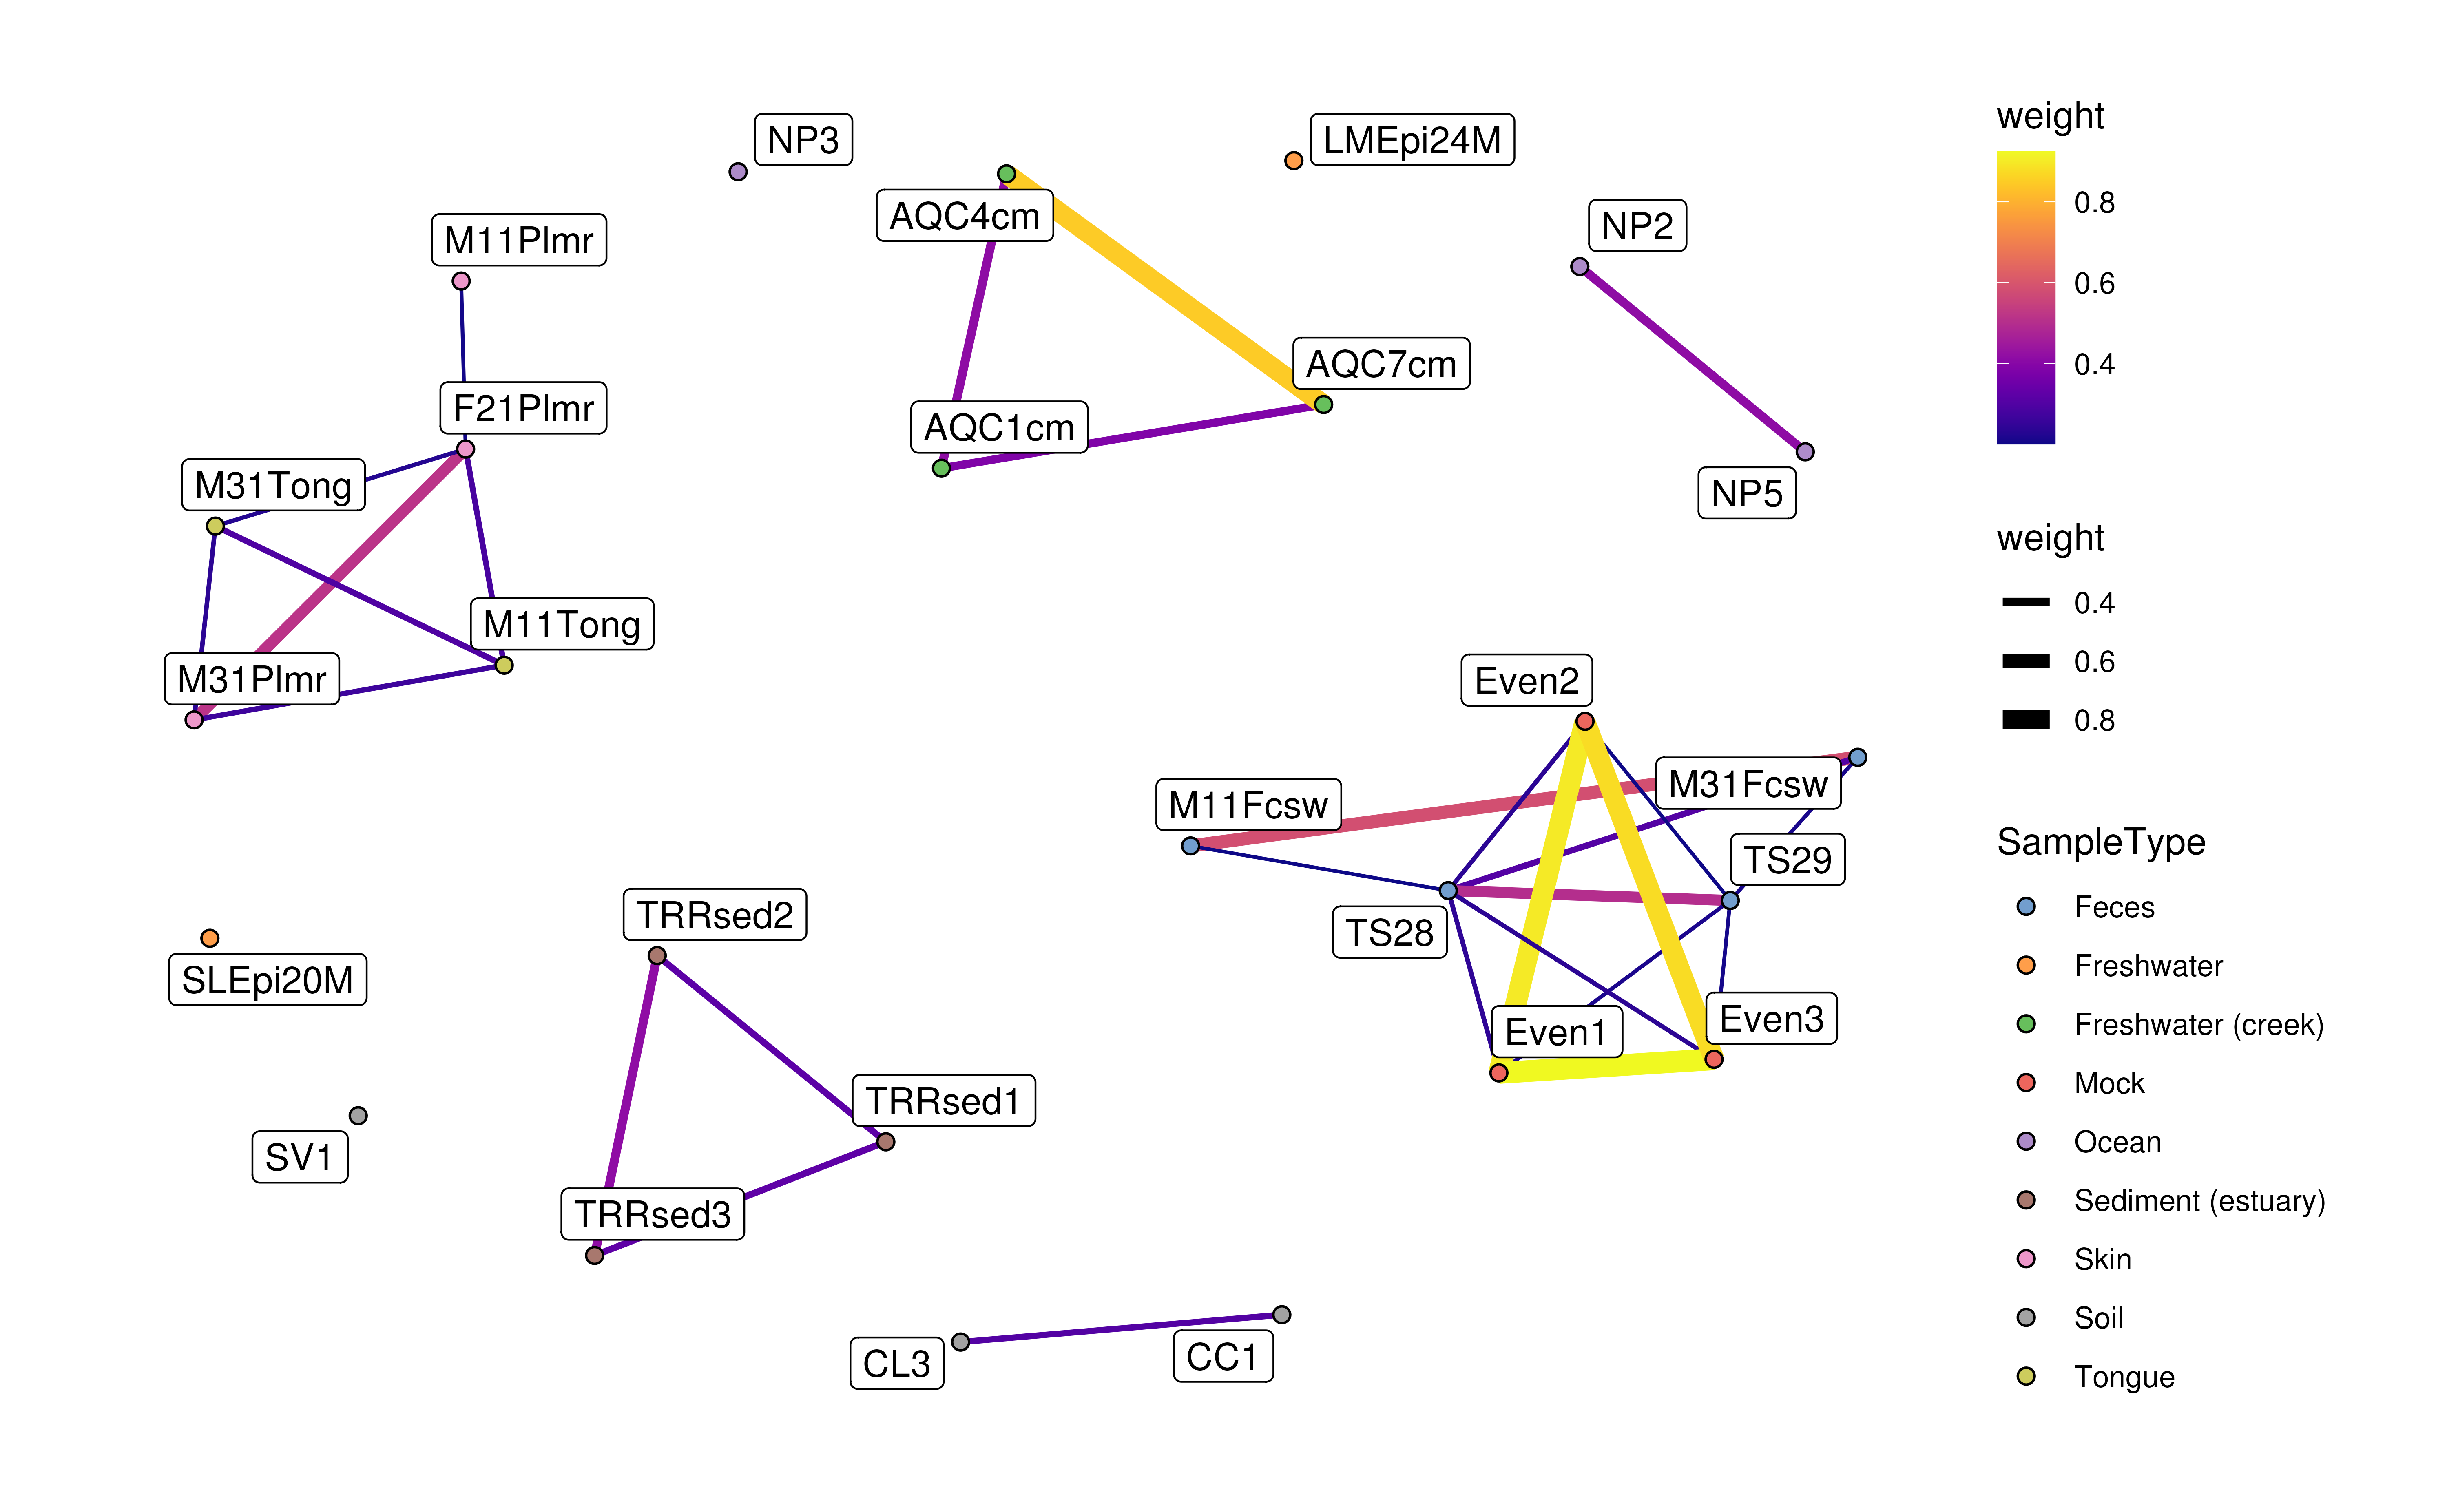 NP3
LMEpi24M
AQC4cm
M11Plmr
NP2
AQC7cm
F21Plmr
AQC1cm
M31Tong
NP5
M11Tong
M31Plmr
Even2
M31Fcsw
M11Fcsw
TS29
TRRsed2
TS28
SLEpi20M
Even3
Even1
TRRsed1
SV1
TRRsed3
CL3
CC1
weight
0.8
0.6
0.4
weight
0.4
0.6
0.8
SampleType
Feces
Freshwater
Freshwater (creek)
Mock
Ocean
Sediment (estuary)
Skin
Soil
Tongue